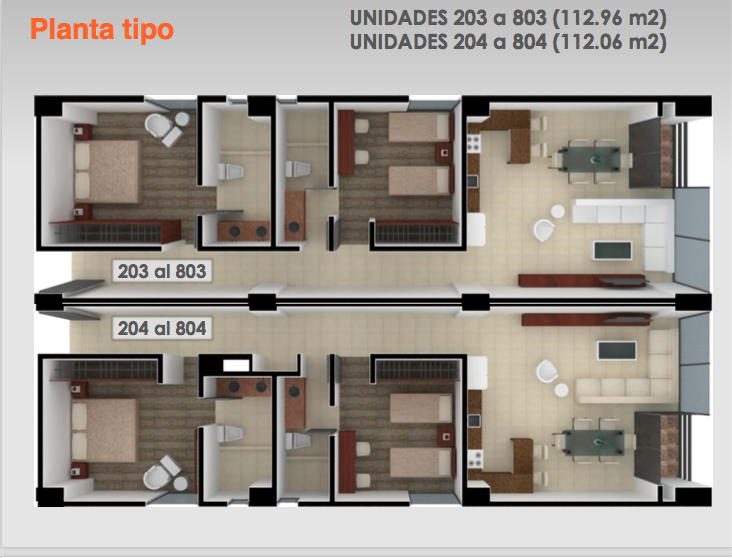 Planta tipo
UNIDADES 203 a 803 (112.96 m2)
UNIDADES 204 a 804 (112.06 m2)
203 al 803
204 al 804